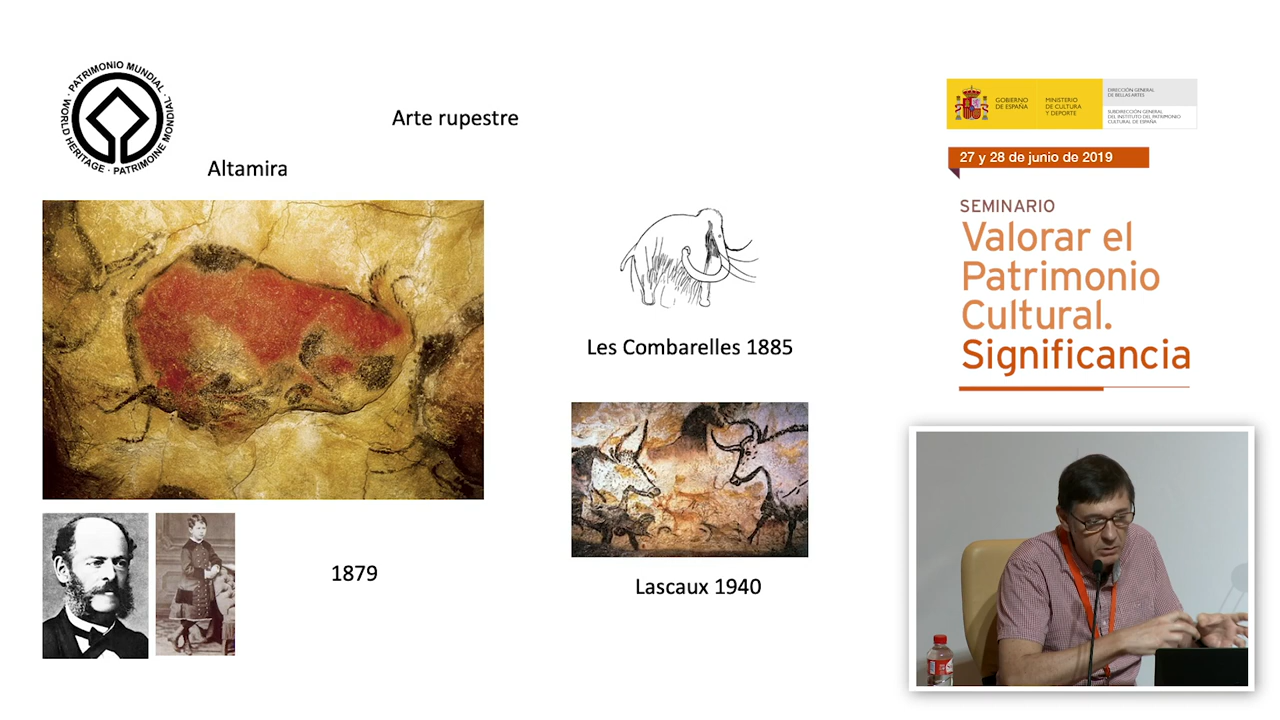 PATRIMONIO MUNDIAL · WORLD HERITAGE · PATRIMOINE MONDIAL ·
Arte rupestre
Altamira
Les Combarelles 1885
1879
Lascaux 1940
GOBIERNO
DE ESPAÑA
MINISTERIO
DE CULTURA
Y DEPORTE
DIRECCIÓN GENERAL
DE BELLAS ARTES
SUBDIRECCIÓN GENERAL
DEL INSTITUTO DEL PATRIMONIO
CULTURAL DE ESPAÑA
27 y 28 de junio de 2019
SEMINARIO
Valorar el
Patrimonio
Cultural.
Significancia